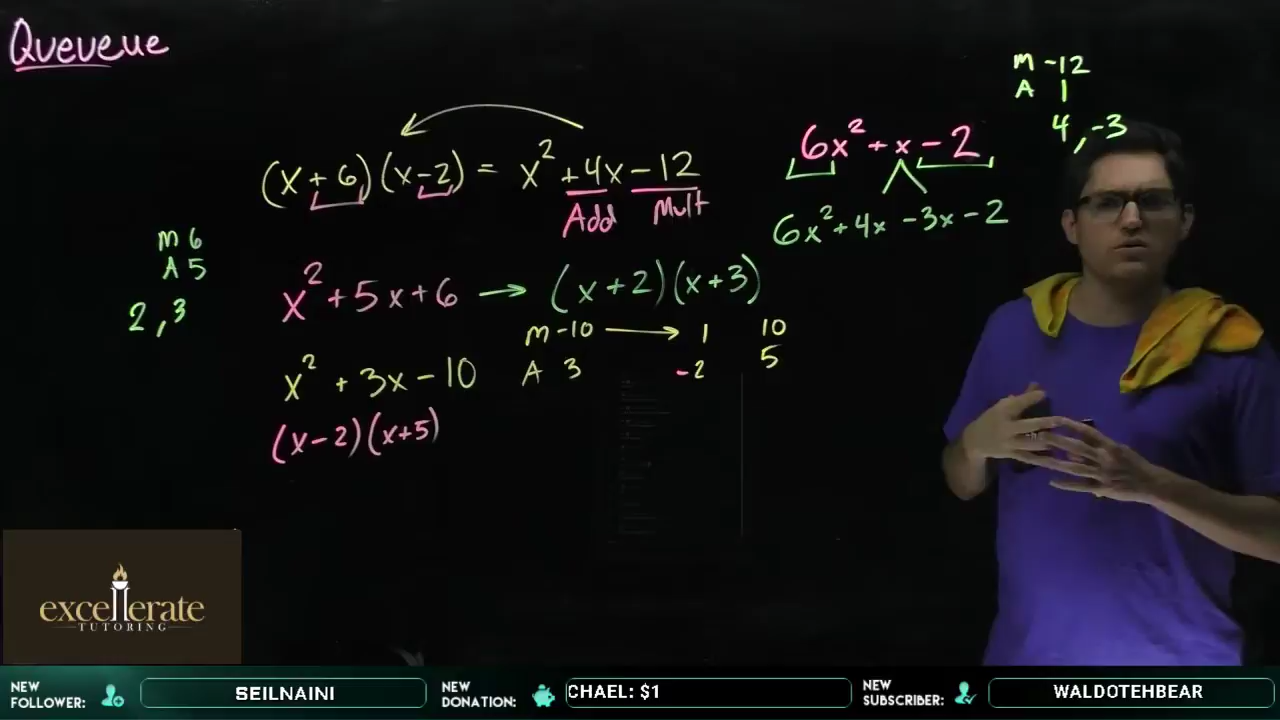 Queueue
M -12
A 1
4, -3
(x + 6)(x - 2) = x² + 4x - 12
Add Mult
6x² + x - 2
6x² + 4x - 3x - 2
M 6
A 5
2, 3
x² + 5x + 6 → (x + 2)(x + 3)
M -10 → 1 10
A 3 -2 5
x² + 3x - 10
(x - 2)(x + 5)
excellerate
TUTORING
NEW FOLLOWER: SEILNAINI
NEW DONATION: CHAEL: $1
NEW SUBSCRIBER: WALDOTEHBEAR